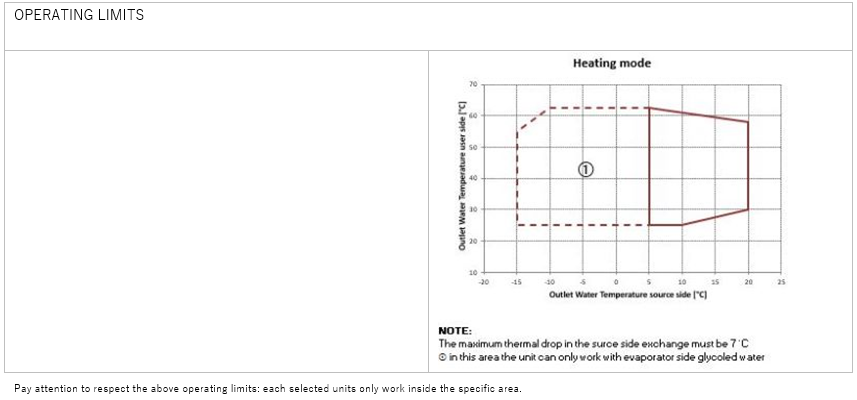 OPERATING LIMITS
Heating mode
Outlet Water Temperature user side [°C]
70
60
50
40
30
20
10
①
-20 -15 -10 -5 0 5 10 15 20 25
Outlet Water Temperature source side [°C]
NOTE:
The maximum thermal drop in the surce side exchange must be 7°C
① in this area the unit can only work with evaporator side glycoled water
Pay attention to respect the above operating limits: each selected units only work inside the specific area.